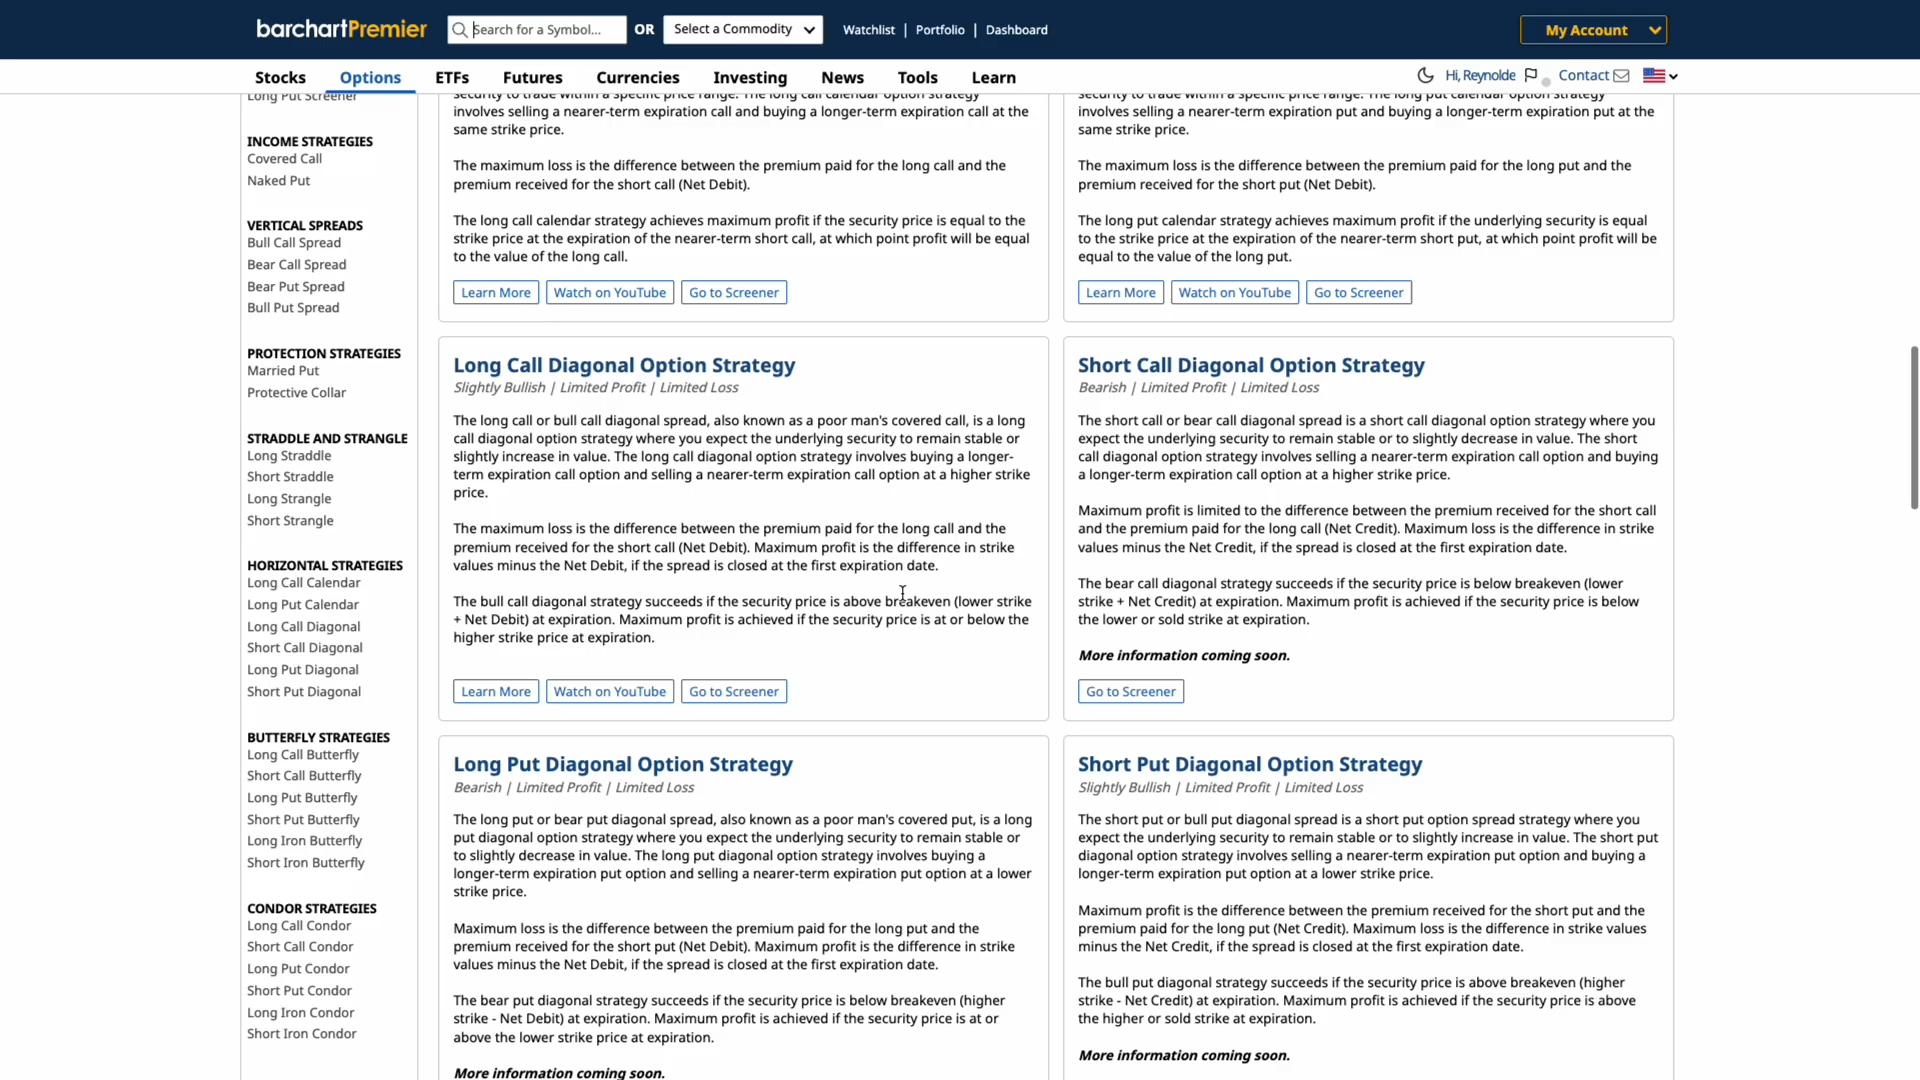 barchartPremier
Search for a Symbol...
OR
Select a Commodity
Watchlist | Portfolio | Dashboard
My Account
Stocks Options ETFs Futures Currencies Investing News Tools Learn
Hi, Reynolde
Contact
Long Put Screener
INCOME STRATEGIES
Covered Call
Naked Put
VERTICAL SPREADS
Bull Call Spread
Bear Call Spread
Bear Put Spread
Bull Put Spread
PROTECTION STRATEGIES
Married Put
Protective Collar
STRADDLE AND STRANGLE
Long Straddle
Short Straddle
Long Strangle
Short Strangle
HORIZONTAL STRATEGIES
Long Call Calendar
Long Put Calendar
Long Call Diagonal
Short Call Diagonal
Long Put Diagonal
Short Put Diagonal
BUTTERFLY STRATEGIES
Long Call Butterfly
Short Call Butterfly
Long Put Butterfly
Short Put Butterfly
Long Iron Butterfly
Short Iron Butterfly
CONDOR STRATEGIES
Long Call Condor
Short Call Condor
Long Put Condor
Short Put Condor
Long Iron Condor
Short Iron Condor
security to trade within a specific price range. The long call calendar option strategy
involves selling a nearer-term expiration call and buying a longer-term expiration call at the
same strike price.
The maximum loss is the difference between the premium paid for the long call and the
premium received for the short call (Net Debit).
The long call calendar strategy achieves maximum profit if the security price is equal to the
strike price at the expiration of the nearer-term short call, at which point profit will be equal
to the value of the long call.
Learn More
Watch on YouTube
Go to Screener
security to trade within a specific price range. The long put calendar option strategy
involves selling a nearer-term expiration put and buying a longer-term expiration put at the
same strike price.
The maximum loss is the difference between the premium paid for the long put and the
premium received for the short put (Net Debit).
The long put calendar strategy achieves maximum profit if the underlying security is equal
to the strike price at the expiration of the nearer-term short put, at which point profit will be
equal to the value of the long put.
Learn More
Watch on YouTube
Go to Screener
Long Call Diagonal Option Strategy
Slightly Bullish | Limited Profit | Limited Loss
The long call or bull call diagonal spread, also known as a poor man's covered call, is a long
call diagonal option strategy where you expect the underlying security to remain stable or
slightly increase in value. The long call diagonal option strategy involves buying a longer-
term expiration call option and selling a nearer-term expiration call option at a higher strike
price.
The maximum loss is the difference between the premium paid for the long call and the
premium received for the short call (Net Debit). Maximum profit is the difference in strike
values minus the Net Debit, if the spread is closed at the first expiration date.
The bull call diagonal strategy succeeds if the security price is above breakeven (lower strike
+ Net Debit) at expiration. Maximum profit is achieved if the security price is at or below the
higher strike price at expiration.
Learn More
Watch on YouTube
Go to Screener
Short Call Diagonal Option Strategy
Bearish | Limited Profit | Limited Loss
The short call or bear call diagonal spread is a short call diagonal option strategy where you
expect the underlying security to remain stable or to slightly decrease in value. The short
call diagonal option strategy involves selling a nearer-term expiration call option and buying
a longer-term expiration call option at a higher strike price.
Maximum profit is limited to the difference between the premium received for the short call
and the premium paid for the long call (Net Credit). Maximum loss is the difference in strike
values minus the Net Credit, if the spread is closed at the first expiration date.
The bear call diagonal strategy succeeds if the security price is below breakeven (lower
strike + Net Credit) at expiration. Maximum profit is achieved if the security price is below
the lower or sold strike at expiration.
More information coming soon.
Go to Screener
Long Put Diagonal Option Strategy
Bearish | Limited Profit | Limited Loss
The long put or bear put diagonal spread, also known as a poor man's covered put, is a long
put diagonal option strategy where you expect the underlying security to remain stable or
to slightly decrease in value. The long put diagonal option strategy involves buying a
longer-term expiration put option and selling a nearer-term expiration put option at a lower
strike price.
Maximum loss is the difference between the premium paid for the long put and the
premium received for the short put (Net Debit). Maximum profit is the difference in strike
values minus the Net Debit, if the spread is closed at the first expiration date.
The bear put diagonal strategy succeeds if the security price is below breakeven (higher
strike - Net Debit) at expiration. Maximum profit is achieved if the security price is at or
above the lower strike price at expiration.
More information coming soon.
Short Put Diagonal Option Strategy
Slightly Bullish | Limited Profit | Limited Loss
The short put or bull put diagonal spread is a short put option spread strategy where you
expect the underlying security to remain stable or to slightly increase in value. The short put
diagonal option strategy involves selling a nearer-term expiration put option and buying a
longer-term expiration put option at a lower strike price.
Maximum profit is the difference between the premium received for the short put and the
premium paid for the long put (Net Credit). Maximum loss is the difference in strike values
minus the Net Credit, if the spread is closed at the first expiration date.
The bull put diagonal strategy succeeds if the security price is above breakeven (higher
strike - Net Credit) at expiration. Maximum profit is achieved if the security price is above
the higher or sold strike at expiration.
More information coming soon.